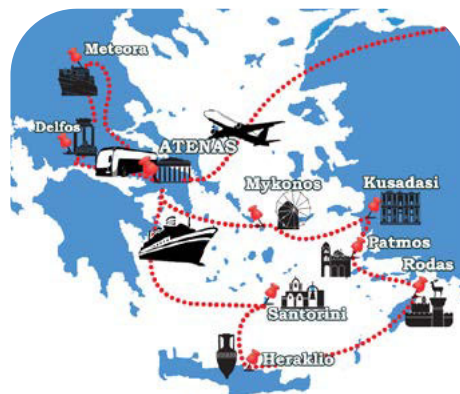 Meteora
Delfos
ATENAS
Mykonos
Kusadasi
Patmos
Rodas
Santorini
Heraklio